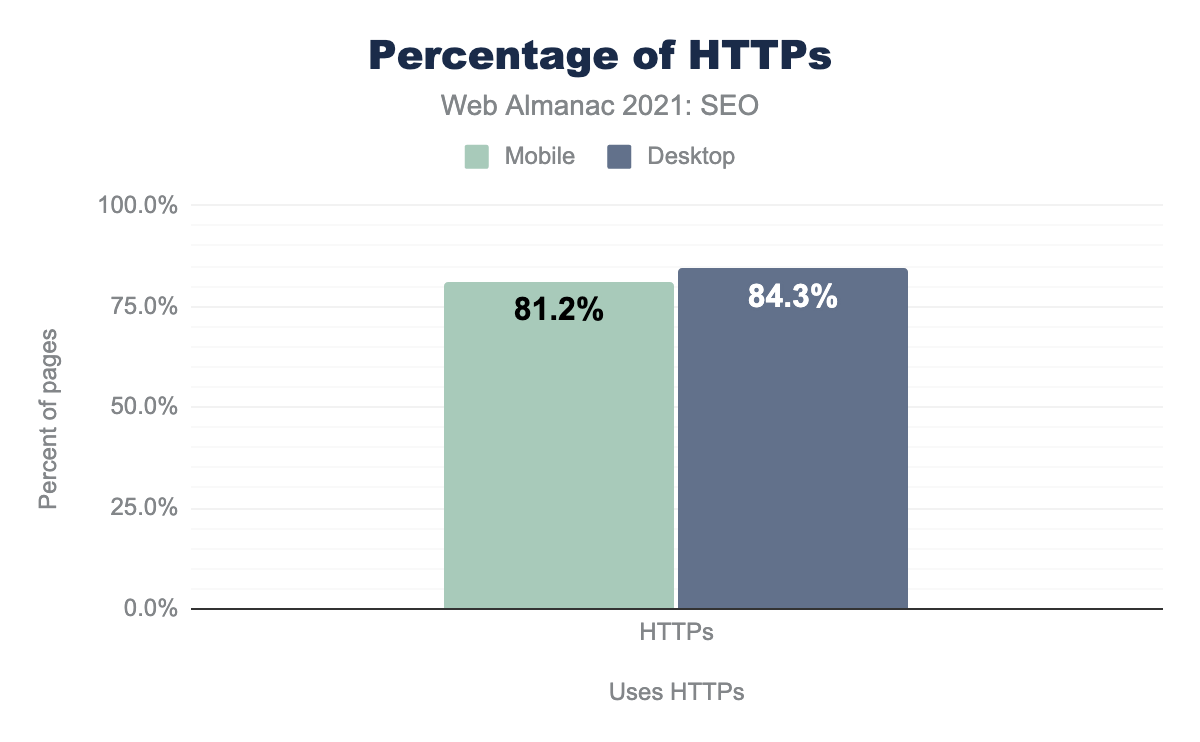 Percentage of HTTPs
Web Almanac 2021: SEO
Mobile Desktop
100.0%
75.0%
50.0%
25.0%
0.0%
Percent of pages
81.2%
84.3%
HTTPs
Uses HTTPs